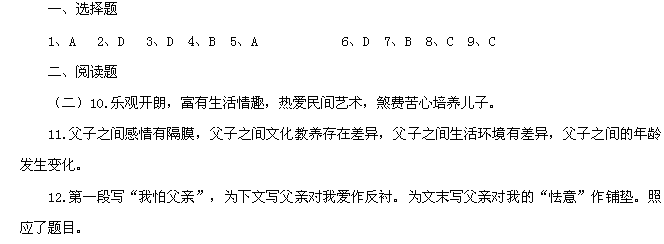 一、选择题
1、A 2、D 3、D 4、B 5、A 6、D 7、B 8、C 9、C
二、阅读题
（二）10.乐观开朗，富有生活情趣，热爱民间艺术，煞费苦心培养儿子。
11.父子之间感情有隔膜，父子之间文化教养存在差异，父子之间生活环境有差异，父子之间的年龄
发生变化。
12.第一段写“我怕父亲”，为下文写父亲对我爱作反衬。为文末写父亲对我的“怯意”作铺垫。照
应了题目。